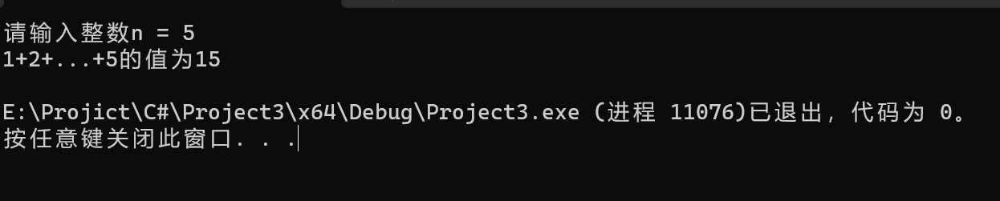 请输入整数n = 5
1+2+...+5的值为15
E:\Projict\C#\Project3\x64\Debug\Project3.exe (进程 11076)已退出，代码为 0。
按任意键关闭此窗口. . .